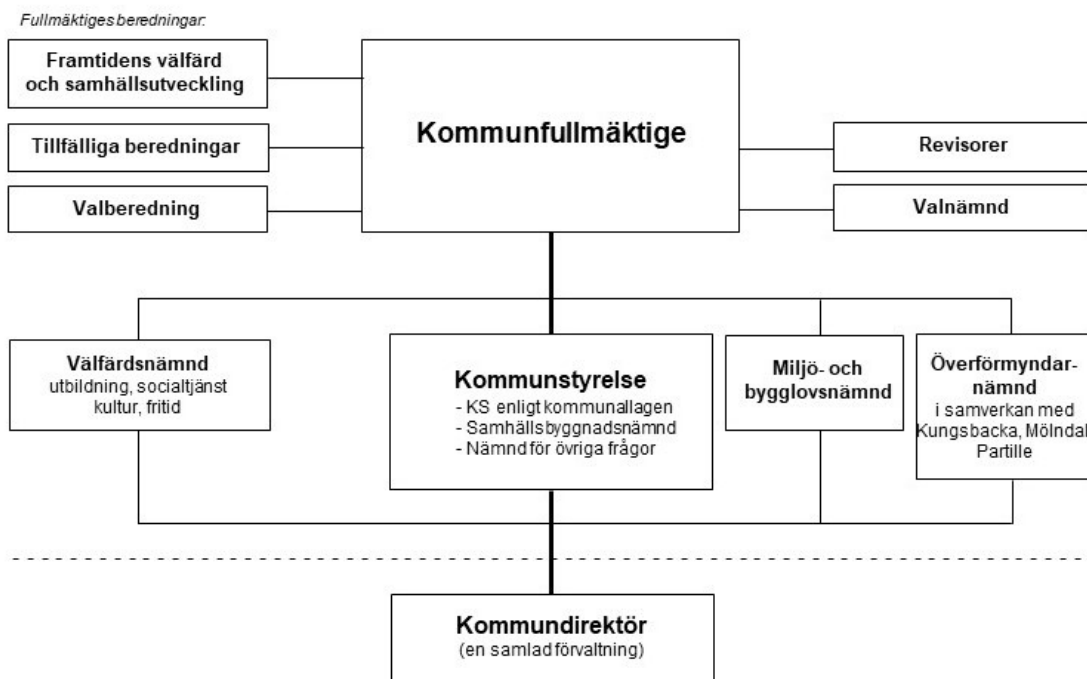 Fullmäktiges beredningar:
Framtidens välfärd
och samhällsutveckling
Tillfälliga beredningar
Valberedning
Kommunfullmäktige
Revisorer
Valnämnd
Välfärdsnämnd
utbildning, socialtjänst
kultur, fritid
Kommunstyrelse
- KS enligt kommunallagen
- Samhällsbyggnadsnämnd
- Nämnd för övriga frågor
Miljö- och
bygglovsnämnd
Överförmyndar-
nämnd
i samverkan med
Kungsbacka, Mölndal
Partille
Kommundirektör
(en samlad förvaltning)